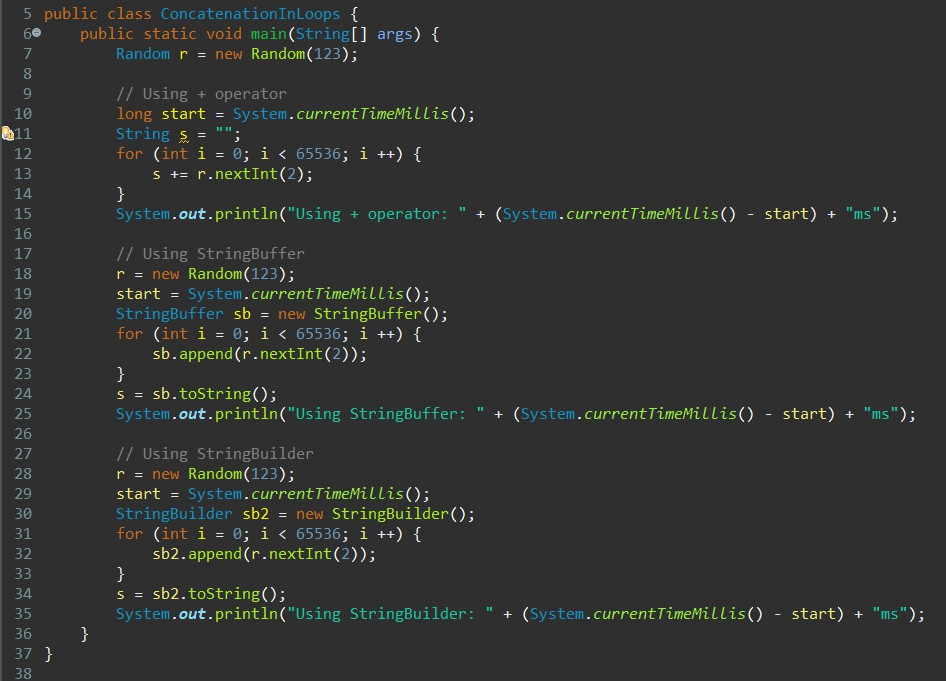 5 public class ConcatenationInLoops {
6 public static void main(String[] args) {
7 Random r = new Random(123);
8
9 // Using + operator
10 long start = System.currentTimeMillis();
11 String s = "";
12 for (int i = 0; i < 65536; i ++) {
13 s += r.nextInt(2);
14 }
15 System.out.println("Using + operator: " + (System.currentTimeMillis() - start) + "ms");
16
17 // Using StringBuffer
18 r = new Random(123);
19 start = System.currentTimeMillis();
20 StringBuffer sb = new StringBuffer();
21 for (int i = 0; i < 65536; i ++) {
22 sb.append(r.nextInt(2));
23 }
24 s = sb.toString();
25 System.out.println("Using StringBuffer: " + (System.currentTimeMillis() - start) + "ms");
26
27 // Using StringBuilder
28 r = new Random(123);
29 start = System.currentTimeMillis();
30 StringBuilder sb2 = new StringBuilder();
31 for (int i = 0; i < 65536; i ++) {
32 sb2.append(r.nextInt(2));
33 }
34 s = sb2.toString();
35 System.out.println("Using StringBuilder: " + (System.currentTimeMillis() - start) + "ms");
36 }
37 }
38